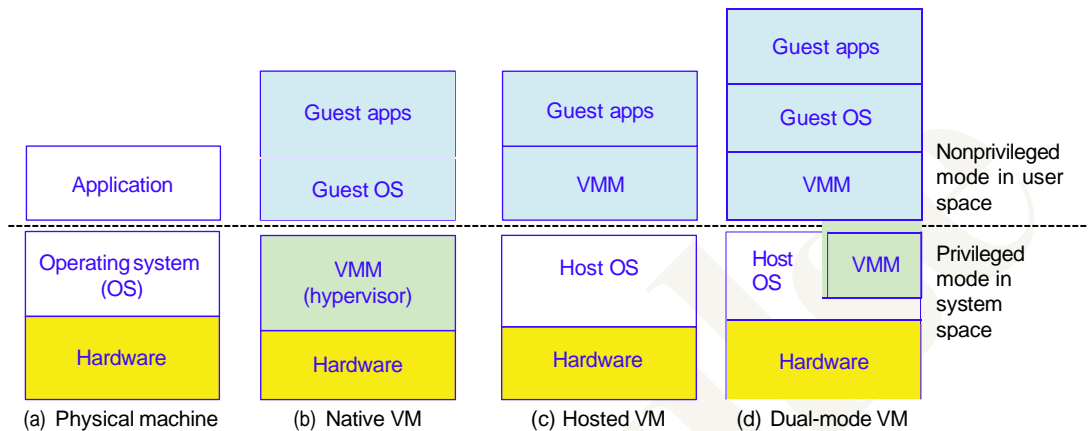 Guest apps
Guest OS
VMM
Host
OS
VMM
Hardware
Guest apps
VMM
Host OS
Hardware
Guest apps
Guest OS
VMM
(hypervisor)
Hardware
Application
Operating system
(OS)
Hardware
Nonprivileged
mode in user
space
Privileged
mode in
system
space
(a) Physical machine
(b) Native VM
(c) Hosted VM
(d) Dual-mode VM